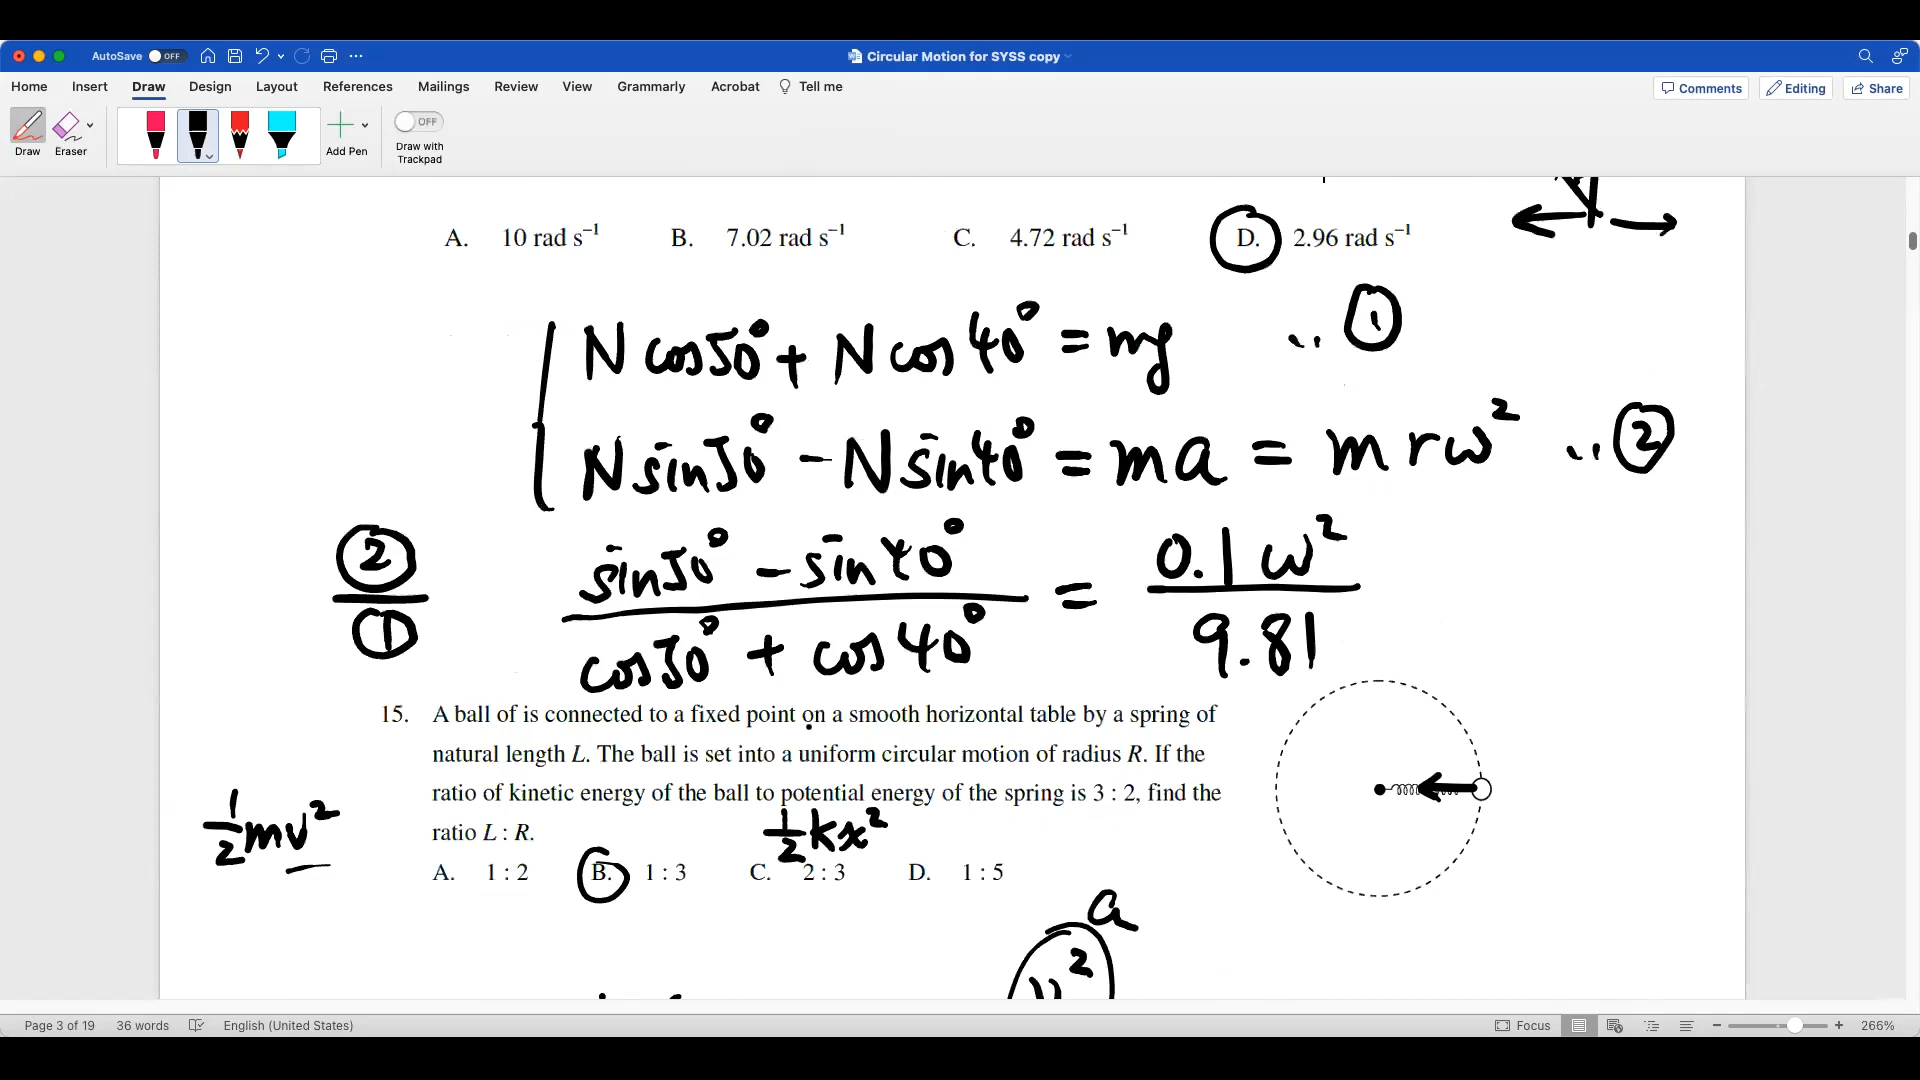 AutoSave OFF Circular Motion for SYSS copy
Home Insert Draw Design Layout References Mailings Review View Grammarly Acrobat Tell me Comments Editing Share
OFF
Draw Eraser Add Pen Draw with Trackpad
A. 10 rad s⁻¹ B. 7.02 rad s⁻¹ C. 4.72 rad s⁻¹ D. 2.96 rad s⁻¹
N cos50° + N cos40° = mg .. ①
N sin50° - N sin40° = ma = m r ω² .. ②
②/① (sin50° - sin40°)/(cos50° + cos40°) = 0.1 ω²/9.81
15. A ball of is connected to a fixed point on a smooth horizontal table by a spring of
natural length L. The ball is set into a uniform circular motion of radius R. If the
ratio of kinetic energy of the ball to potential energy of the spring is 3 : 2, find the
ratio L : R.
½mv² ½kx²
A. 1 : 2 B. 1 : 3 C. 2 : 3 D. 1 : 5
a
Page 3 of 19 36 words English (United States) Focus 266%